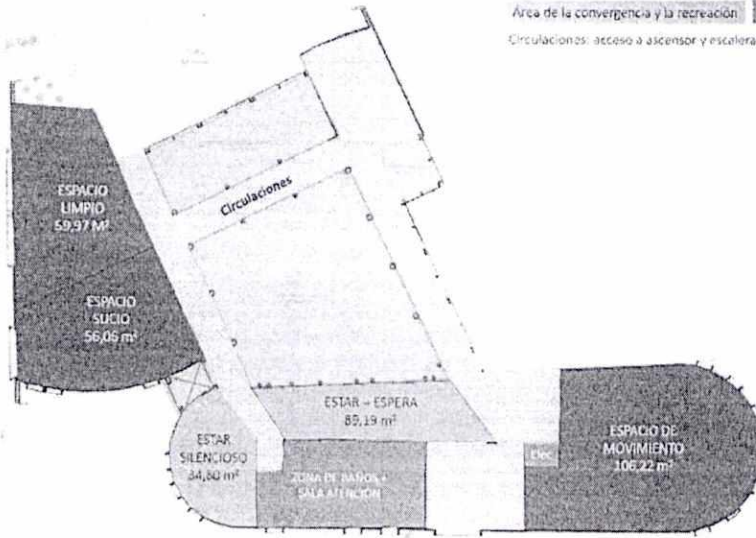 Área de la convergencia y la recreación
Circulaciones: acceso a ascensor y escalera
Circulaciones
ESPACIO
LIMPIO
59,97 M²
ESPACIO
SUCIO
56,06 m²
ESTAR – ESPERA
85,19 m²
ESTAR
SILENCIOSO
34,80 m²
ZONA DE BAÑOS +
SALA ATENCIÓN
Elec
ESPACIO DE
MOVIMIENTO
106,22 m²